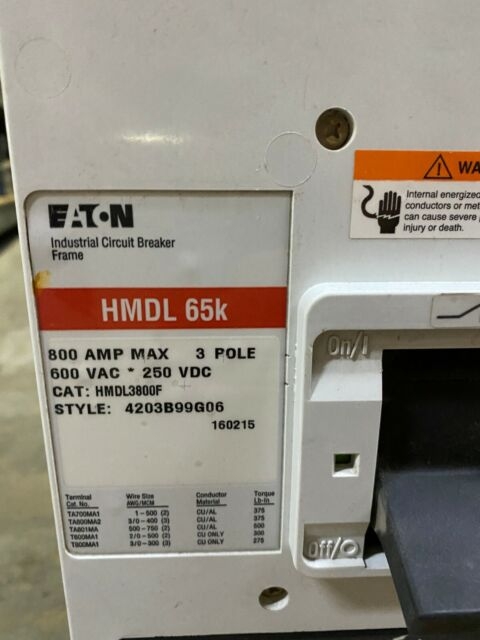 EATON
Industrial Circuit Breaker
Frame
HMDL 65k
800 AMP MAX 3 POLE
600 VAC * 250 VDC
CAT: HMDL3800F
STYLE: 4203B99G06
160215
Terminal Wire Size Conductor Torque
Cat. No. AWG/MCM Material Lb-In
TA700MA1 1-500 (2) CU/AL 375
TA800MA2 3/0-400 (3) CU/AL 375
TA801MA 500-750 (2) CU/AL 500
T600MA1 2/0-500 (2) CU ONLY 300
T800MA1 3/0-300 (3) CU ONLY 275
WA
Internal energized
conductors or met
can cause severe
injury or death.
On/I
Off/O